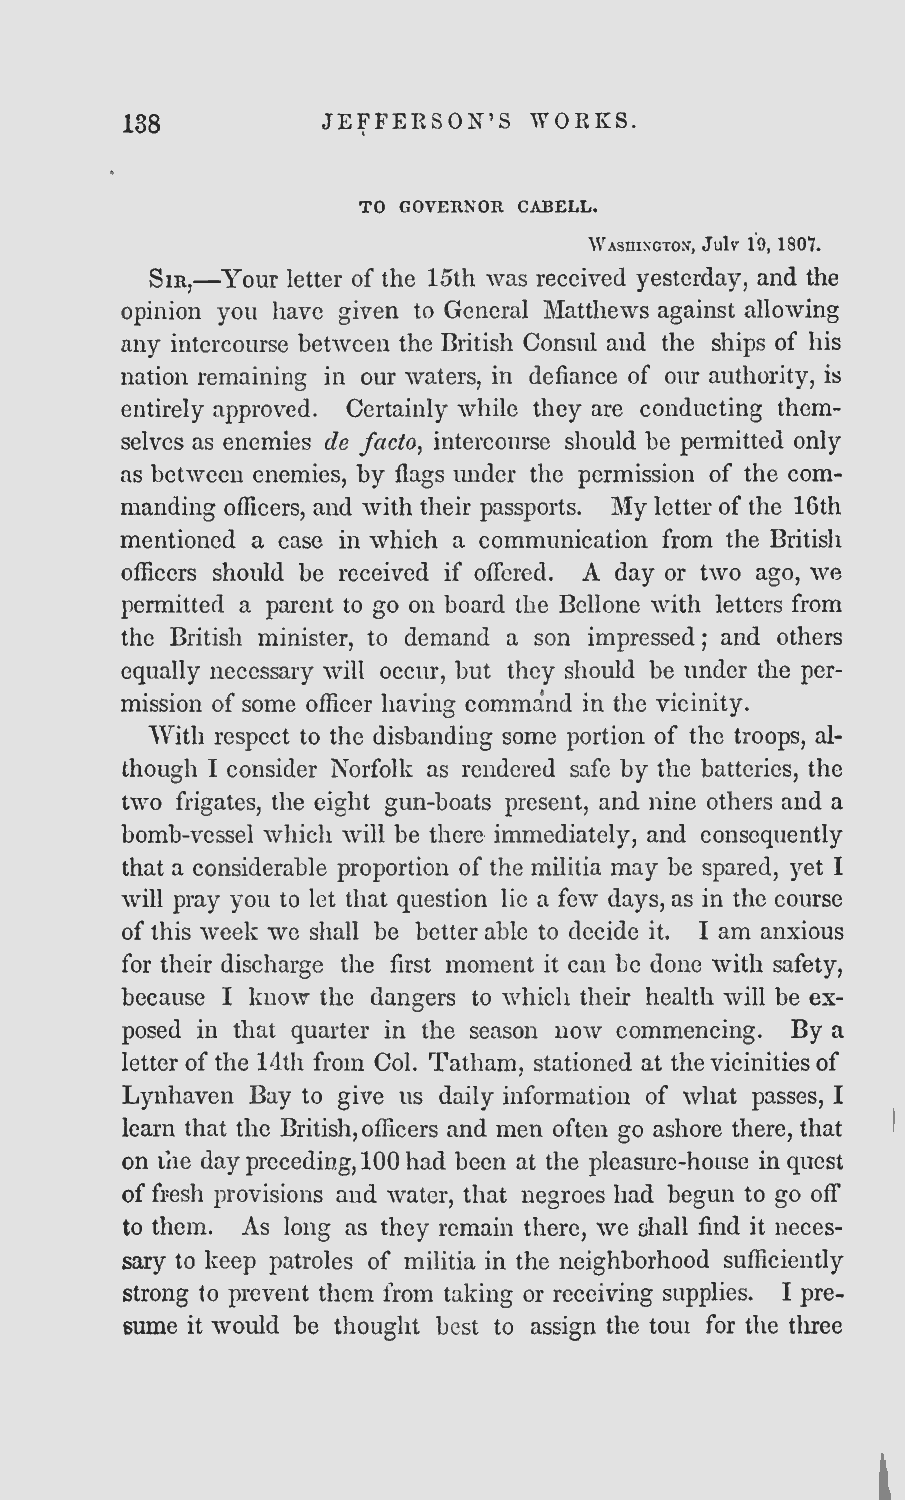 138 JEFFERSON'S WORKS.
TO GOVERNOR CABELL.
WASHINGTON, July 19, 1807.
SIR,—Your letter of the 15th was received yesterday, and the
opinion you have given to General Matthews against allowing
any intercourse between the British Consul and the ships of his
nation remaining in our waters, in defiance of our authority, is
entirely approved. Certainly while they are conducting them-
selves as enemies de facto, intercourse should be permitted only
as between enemies, by flags under the permission of the com-
manding officers, and with their passports. My letter of the 16th
mentioned a case in which a communication from the British
officers should be received if offered. A day or two ago, we
permitted a parent to go on board the Bellone with letters from
the British minister, to demand a son impressed; and others
equally necessary will occur, but they should be under the per-
mission of some officer having command in the vicinity.
With respect to the disbanding some portion of the troops, al-
though I consider Norfolk as rendered safe by the batteries, the
two frigates, the eight gun-boats present, and nine others and a
bomb-vessel which will be there immediately, and consequently
that a considerable proportion of the militia may be spared, yet I
will pray you to let that question lie a few days, as in the course
of this week we shall be better able to decide it. I am anxious
for their discharge the first moment it can be done with safety,
because I know the dangers to which their health will be ex-
posed in that quarter in the season now commencing. By a
letter of the 14th from Col. Tatham, stationed at the vicinities of
Lynhaven Bay to give us daily information of what passes, I
learn that the British, officers and men often go ashore there, that
on the day preceding, 100 had been at the pleasure-house in quest
of fresh provisions and water, that negroes had begun to go off
to them. As long as they remain there, we shall find it neces-
sary to keep patroles of militia in the neighborhood sufficiently
strong to prevent them from taking or receiving supplies. I pre-
sume it would be thought best to assign the tour for the three